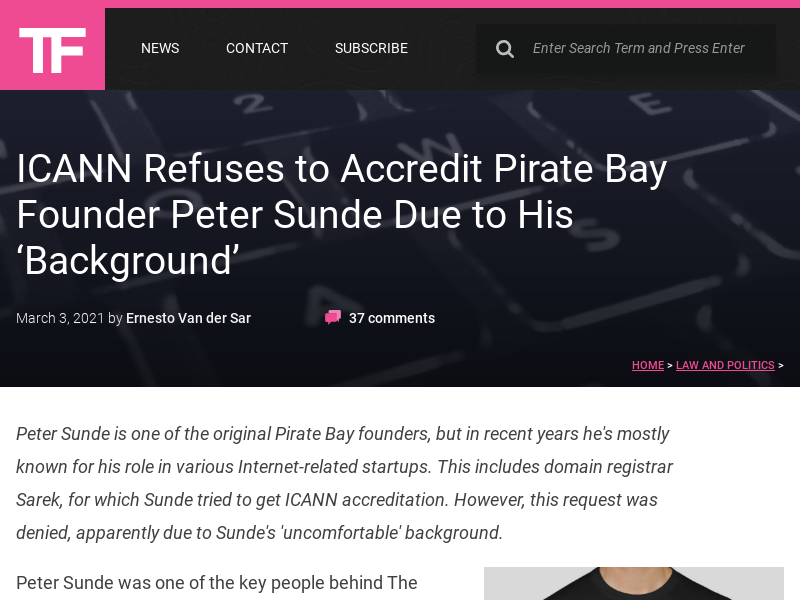 TF
NEWS CONTACT SUBSCRIBE Enter Search Term and Press Enter
ICANN Refuses to Accredit Pirate Bay
Founder Peter Sunde Due to His
‘Background’
March 3, 2021 by Ernesto Van der Sar 37 comments
HOME > LAW AND POLITICS >
Peter Sunde is one of the original Pirate Bay founders, but in recent years he's mostly
known for his role in various Internet-related startups. This includes domain registrar
Sarek, for which Sunde tried to get ICANN accreditation. However, this request was
denied, apparently due to Sunde's 'uncomfortable' background.
Peter Sunde was one of the key people behind The